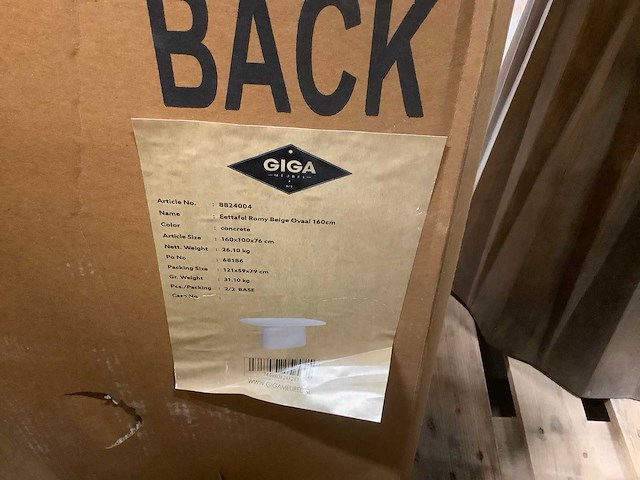 BACK
GIGA
MEUBEL
Article No. : 8824004
Name : Eettafel Romy Beige Ovaal 160cm
Color : concrete
Article Size : 160x100x76 cm
Nett. Weight : 26,10 kg
Po No : 68186
Packing Size : 121x59x79 cm
Gr. Weight : 31,10 kg
Pcs./Packing : 2/2 BASE